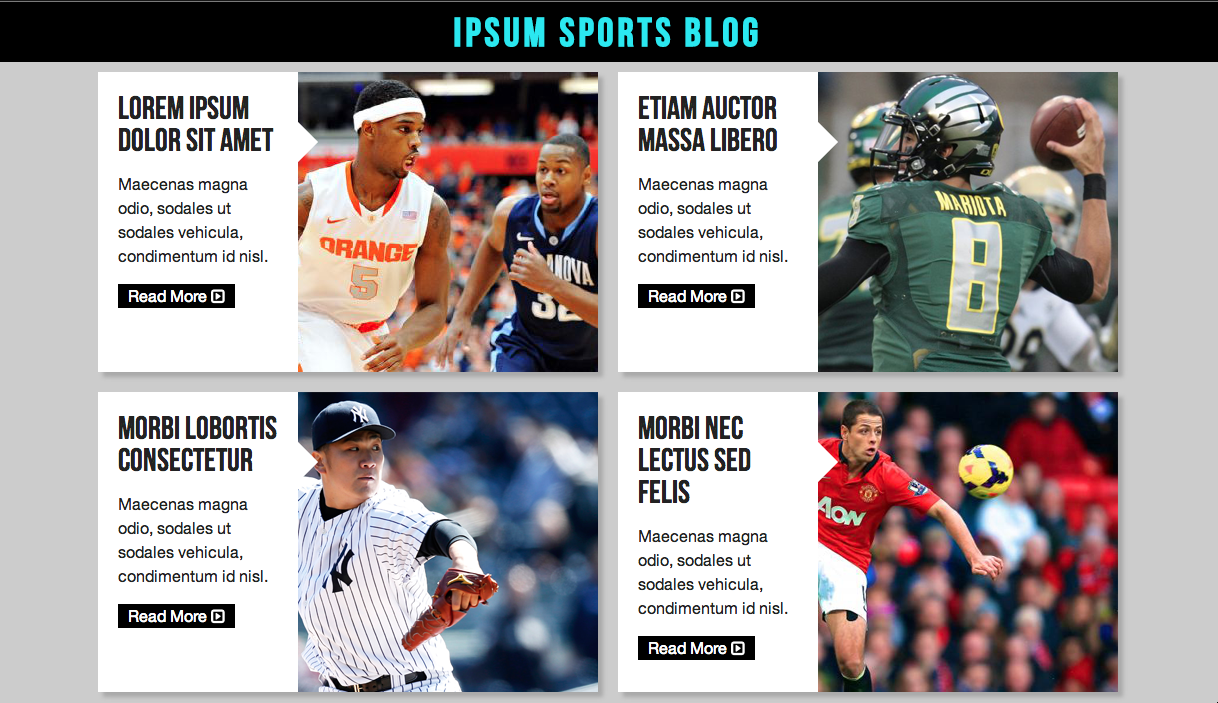 IPSUM SPORTS BLOG
LOREM IPSUM
DOLOR SIT AMET
Maecenas magna
odio, sodales ut
sodales vehicula,
condimentum id nisl.
Read More
ORANGE
5
NOVA
32
ETIAM AUCTOR
MASSA LIBERO
Maecenas magna
odio, sodales ut
sodales vehicula,
condimentum id nisl.
Read More
MARIOTA
8
MORBI LOBORTIS
CONSECTETUR
Maecenas magna
odio, sodales ut
sodales vehicula,
condimentum id nisl.
Read More
NY
NY
MORBI NEC
LECTUS SED
FELIS
Maecenas magna
odio, sodales ut
sodales vehicula,
condimentum id nisl.
Read More
AON